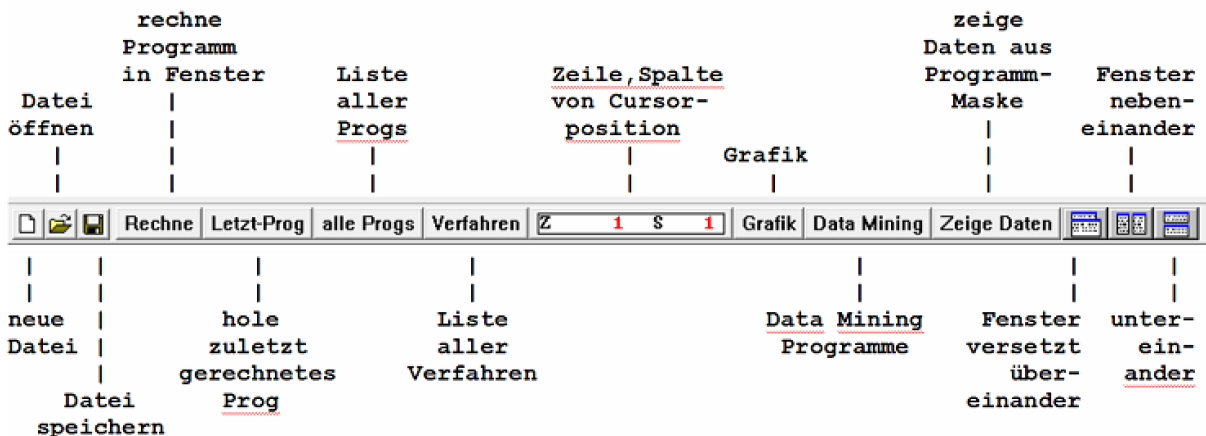 Datei
öffnen
rechne
Programm
in Fenster
Liste
aller
Progs
Zeile,Spalte
von Cursor-
position
Grafik
zeige
Daten aus
Programm-
Maske
Fenster
neben-
einander
Rechne Letzt-Prog alle Progs Verfahren Z 1 S 1 Grafik Data Mining Zeige Daten
neue
Datei
Datei
speichern
hole
zuletzt
gerechnetes
Prog
Liste
aller
Verfahren
Data Mining
Programme
Fenster
versetzt
über-
einander
unter-
ein-
ander